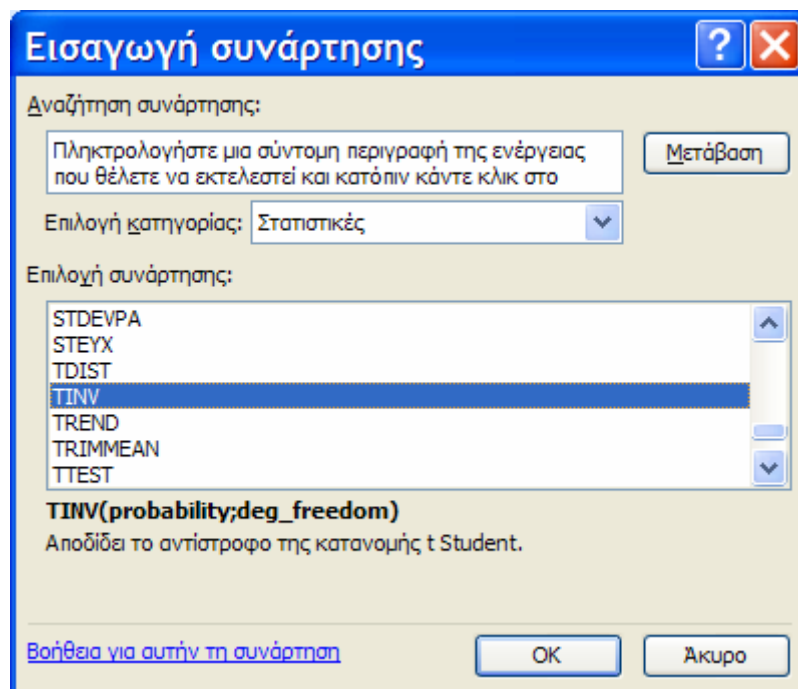 Εισαγωγή συνάρτησης
Αναζήτηση συνάρτησης:
Πληκτρολογήστε μια σύντομη περιγραφή της ενέργειας
που θέλετε να εκτελεστεί και κατόπιν κάντε κλικ στο
Μετάβαση
Επιλογή κατηγορίας: Στατιστικές
Επιλοχή συνάρτησης:
STDEVPA
STEYX
TDIST
TINV
TREND
TRIMMEAN
TTEST
TINV(probability;deg_freedom)
Αποδίδει το αντίστροφο της κατανομής t Student.
Βοήθεια για αυτήν τη συνάρτηση
OK
Άκυρο